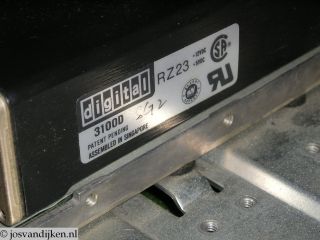 digital
RZ23
+12VDC
+5VDC
3100D
PATENT PENDING
ASSEMBLED IN SINGAPORE
© josvandijken.nl